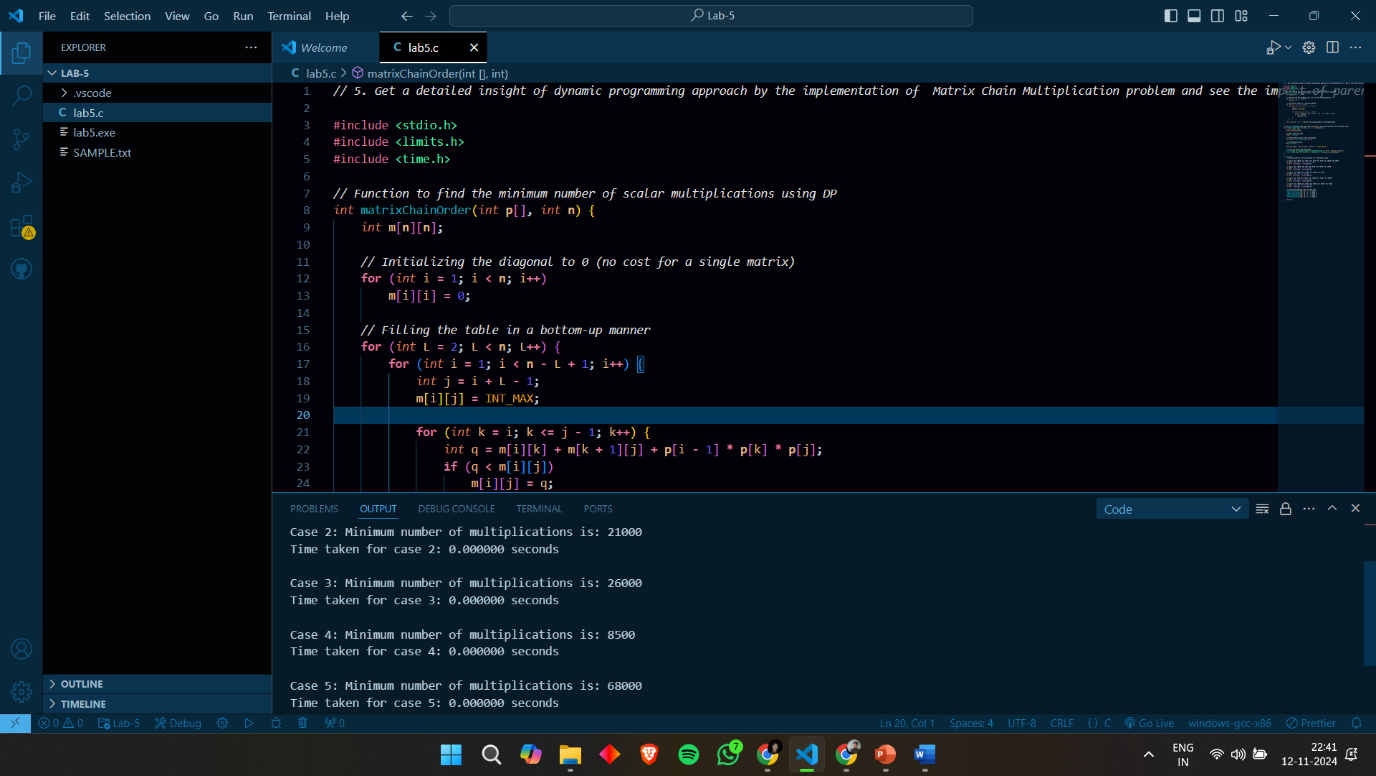 File Edit Selection View Go Run Terminal Help
Lab-5
EXPLORER
LAB-5
.vscode
C lab5.c
lab5.exe
SAMPLE.txt
OUTLINE
TIMELINE
Welcome
C lab5.c
C lab5.c > matrixChainOrder(int [], int)
1 // 5. Get a detailed insight of dynamic programming approach by the implementation of  Matrix Chain Multiplication problem and see the impact of paren
2
3 #include <stdio.h>
4 #include <limits.h>
5 #include <time.h>
6
7 // Function to find the minimum number of scalar multiplications using DP
8 int matrixChainOrder(int p[], int n) {
9 int m[n][n];
10
11 // Initializing the diagonal to 0 (no cost for a single matrix)
12 for (int i = 1; i < n; i++)
13 m[i][i] = 0;
14
15 // Filling the table in a bottom-up manner
16 for (int L = 2; L < n; L++) {
17 for (int i = 1; i < n - L + 1; i++) {
18 int j = i + L - 1;
19 m[i][j] = INT_MAX;
20
21 for (int k = i; k <= j - 1; k++) {
22 int q = m[i][k] + m[k + 1][j] + p[i - 1] * p[k] * p[j];
23 if (q < m[i][j])
24 m[i][j] = q;
PROBLEMS OUTPUT DEBUG CONSOLE TERMINAL PORTS
Code
Case 2: Minimum number of multiplications is: 21000
Time taken for case 2: 0.000000 seconds
Case 3: Minimum number of multiplications is: 26000
Time taken for case 3: 0.000000 seconds
Case 4: Minimum number of multiplications is: 8500
Time taken for case 4: 0.000000 seconds
Case 5: Minimum number of multiplications is: 68000
Time taken for case 5: 0.000000 seconds
0 0 Lab-5 Debug 0 Ln 20, Col 1 Spaces: 4 UTF-8 CRLF {} C Go Live windows-gcc-x86 Prettier
7
ENG
IN
22:41
12-11-2024